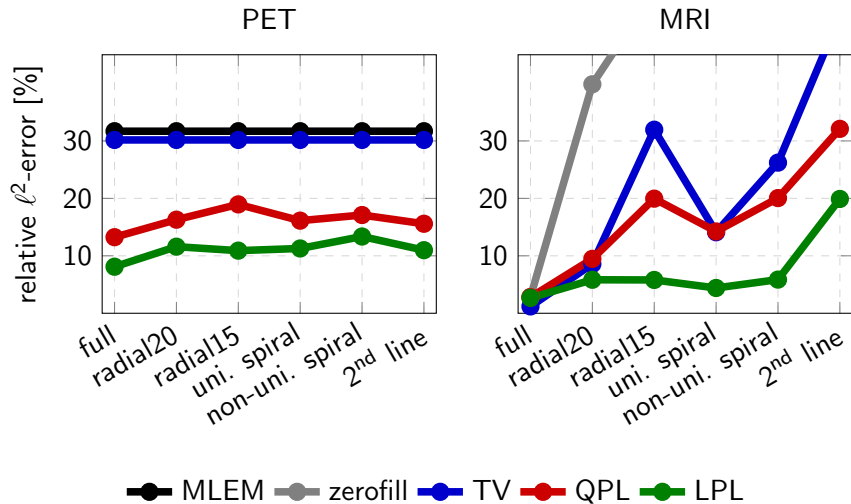 PET
MRI
relative ℓ²-error [%]
30
20
10
full
radial20
radial15
uni. spiral
non-uni. spiral
2nd line
30
20
10
full
radial20
radial15
uni. spiral
non-uni. spiral
2nd line
MLEM zerofill TV QPL LPL